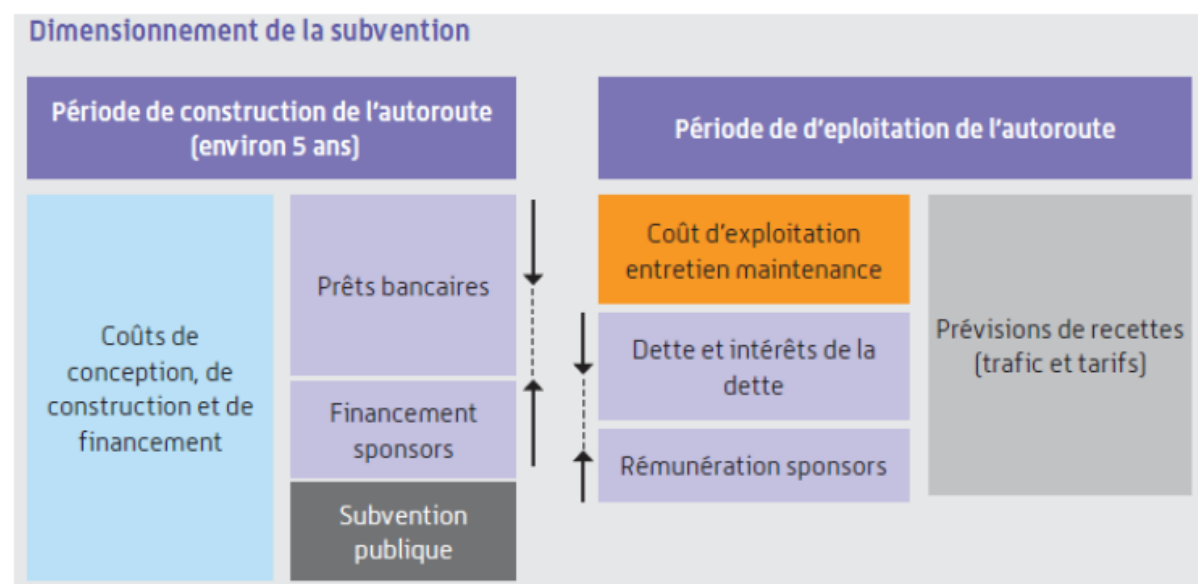 Dimensionnement de la subvention
Période de construction de l'autoroute
(environ 5 ans)
Période de d'eploitation de l'autoroute
Coûts de
conception, de
construction et de
financement
Prêts bancaires
Financement
sponsors
Subvention
publique
Coût d'exploitation
entretien maintenance
Dette et intérêts de la
dette
Rémunération sponsors
Prévisions de recettes
(trafic et tarifs)